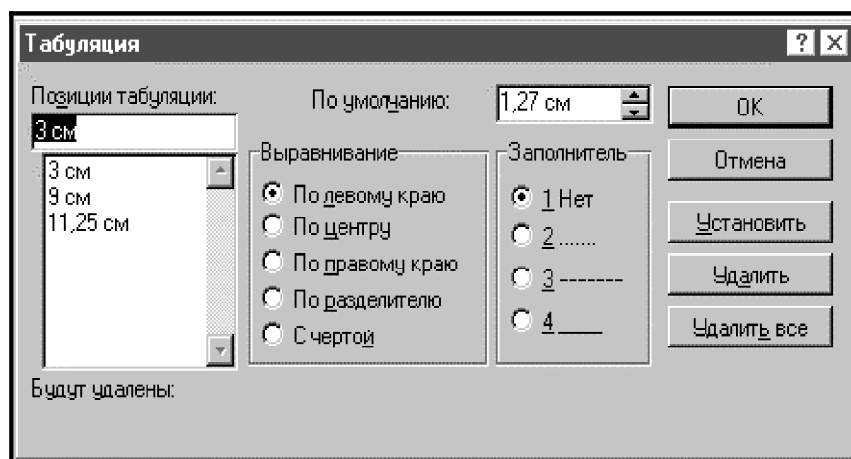 Табуляция
Позиции табуляции:
По умолчанию:
1,27 см
OK
3 см
Отмена
3 см
9 см
11,25 см
Выравнивание
По левому краю
По центру
По правому краю
По разделителю
С чертой
Заполнитель
1 Нет
2 .......
3 -------
4 ____
Установить
Удалить
Удалить все
Будут удалены: